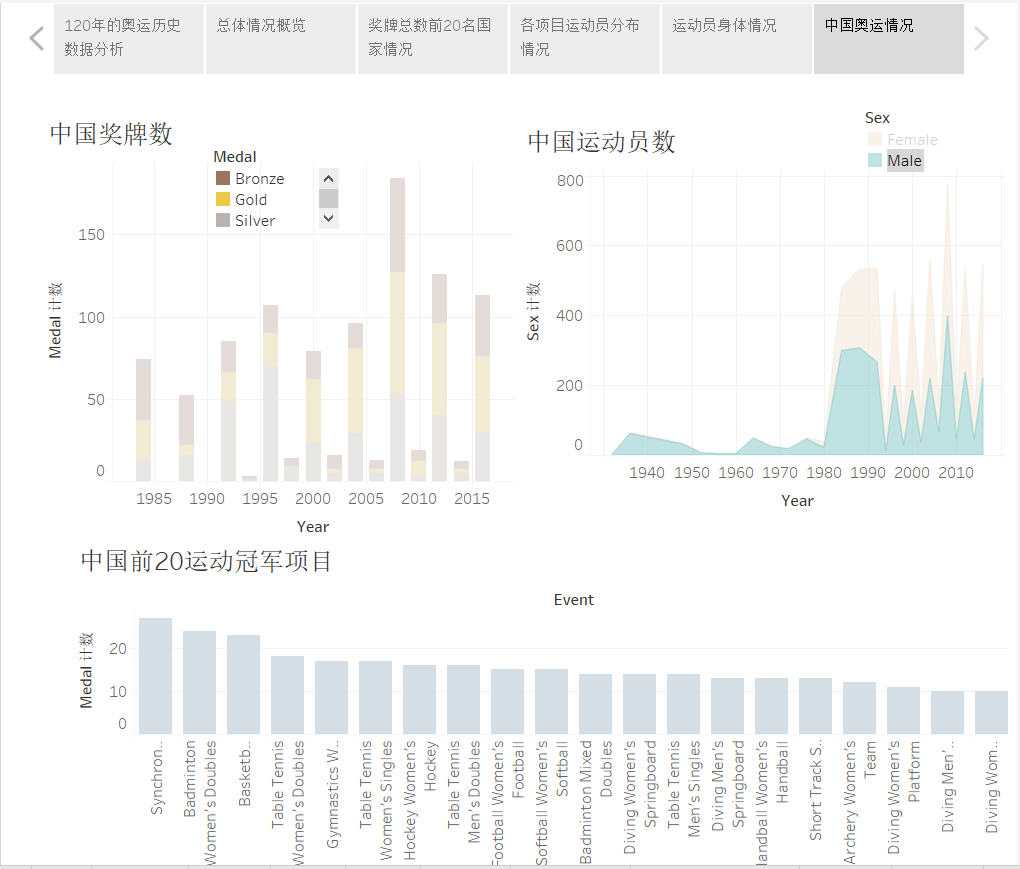 120年的奥运历史
数据分析
总体情况概览
奖牌总数前20名国
家情况
各项目运动员分布
情况
运动员身体情况
中国奥运情况
中国奖牌数
Medal
Bronze
Gold
Silver
150
100
50
0
Medal 计数
1985
1990
1995
2000
2005
2010
2015
Year
中国运动员数
Sex
Female
Male
800
600
400
200
0
Sex 计数
1940
1950
1960
1970
1980
1990
2000
2010
Year
中国前20运动冠军项目
Event
Medal 计数
20
10
0
Synchron..
Badminton
Women's Doubles
Basketb..
Table Tennis
Women's Doubles
Gymnastics W..
Table Tennis
Women's Singles
Hockey Women's
Hockey
Table Tennis
Men's Doubles
Football Women's
Football
Softball Women's
Softball
Badminton Mixed
Doubles
Diving Women's
Springboard
Table Tennis
Men's Singles
Diving Men's
Springboard
Handball Women's
Handball
Short Track S..
Archery Women's
Team
Diving Women's
Platform
Diving Men'..
Diving Wom..